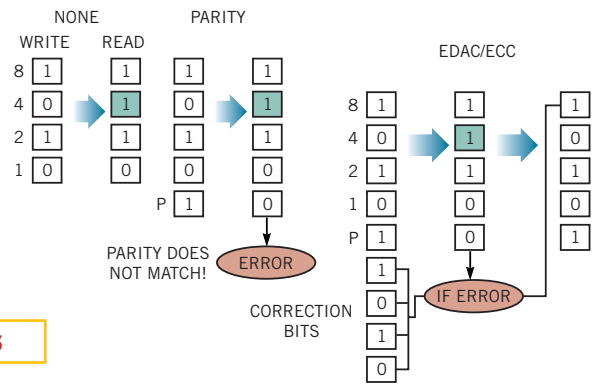 NONE
PARITY
WRITE
READ
8 1 1 1 1
4 0 1 0 1
2 1 1 1 1
1 0 0 0 0
P 1 0
PARITY DOES
NOT MATCH!
ERROR
EDAC/ECC
8 1 1 1
4 0 1 0
2 1 1 1
1 0 0 0
P 1 0 1
1
0
1
0
CORRECTION
BITS
IF ERROR